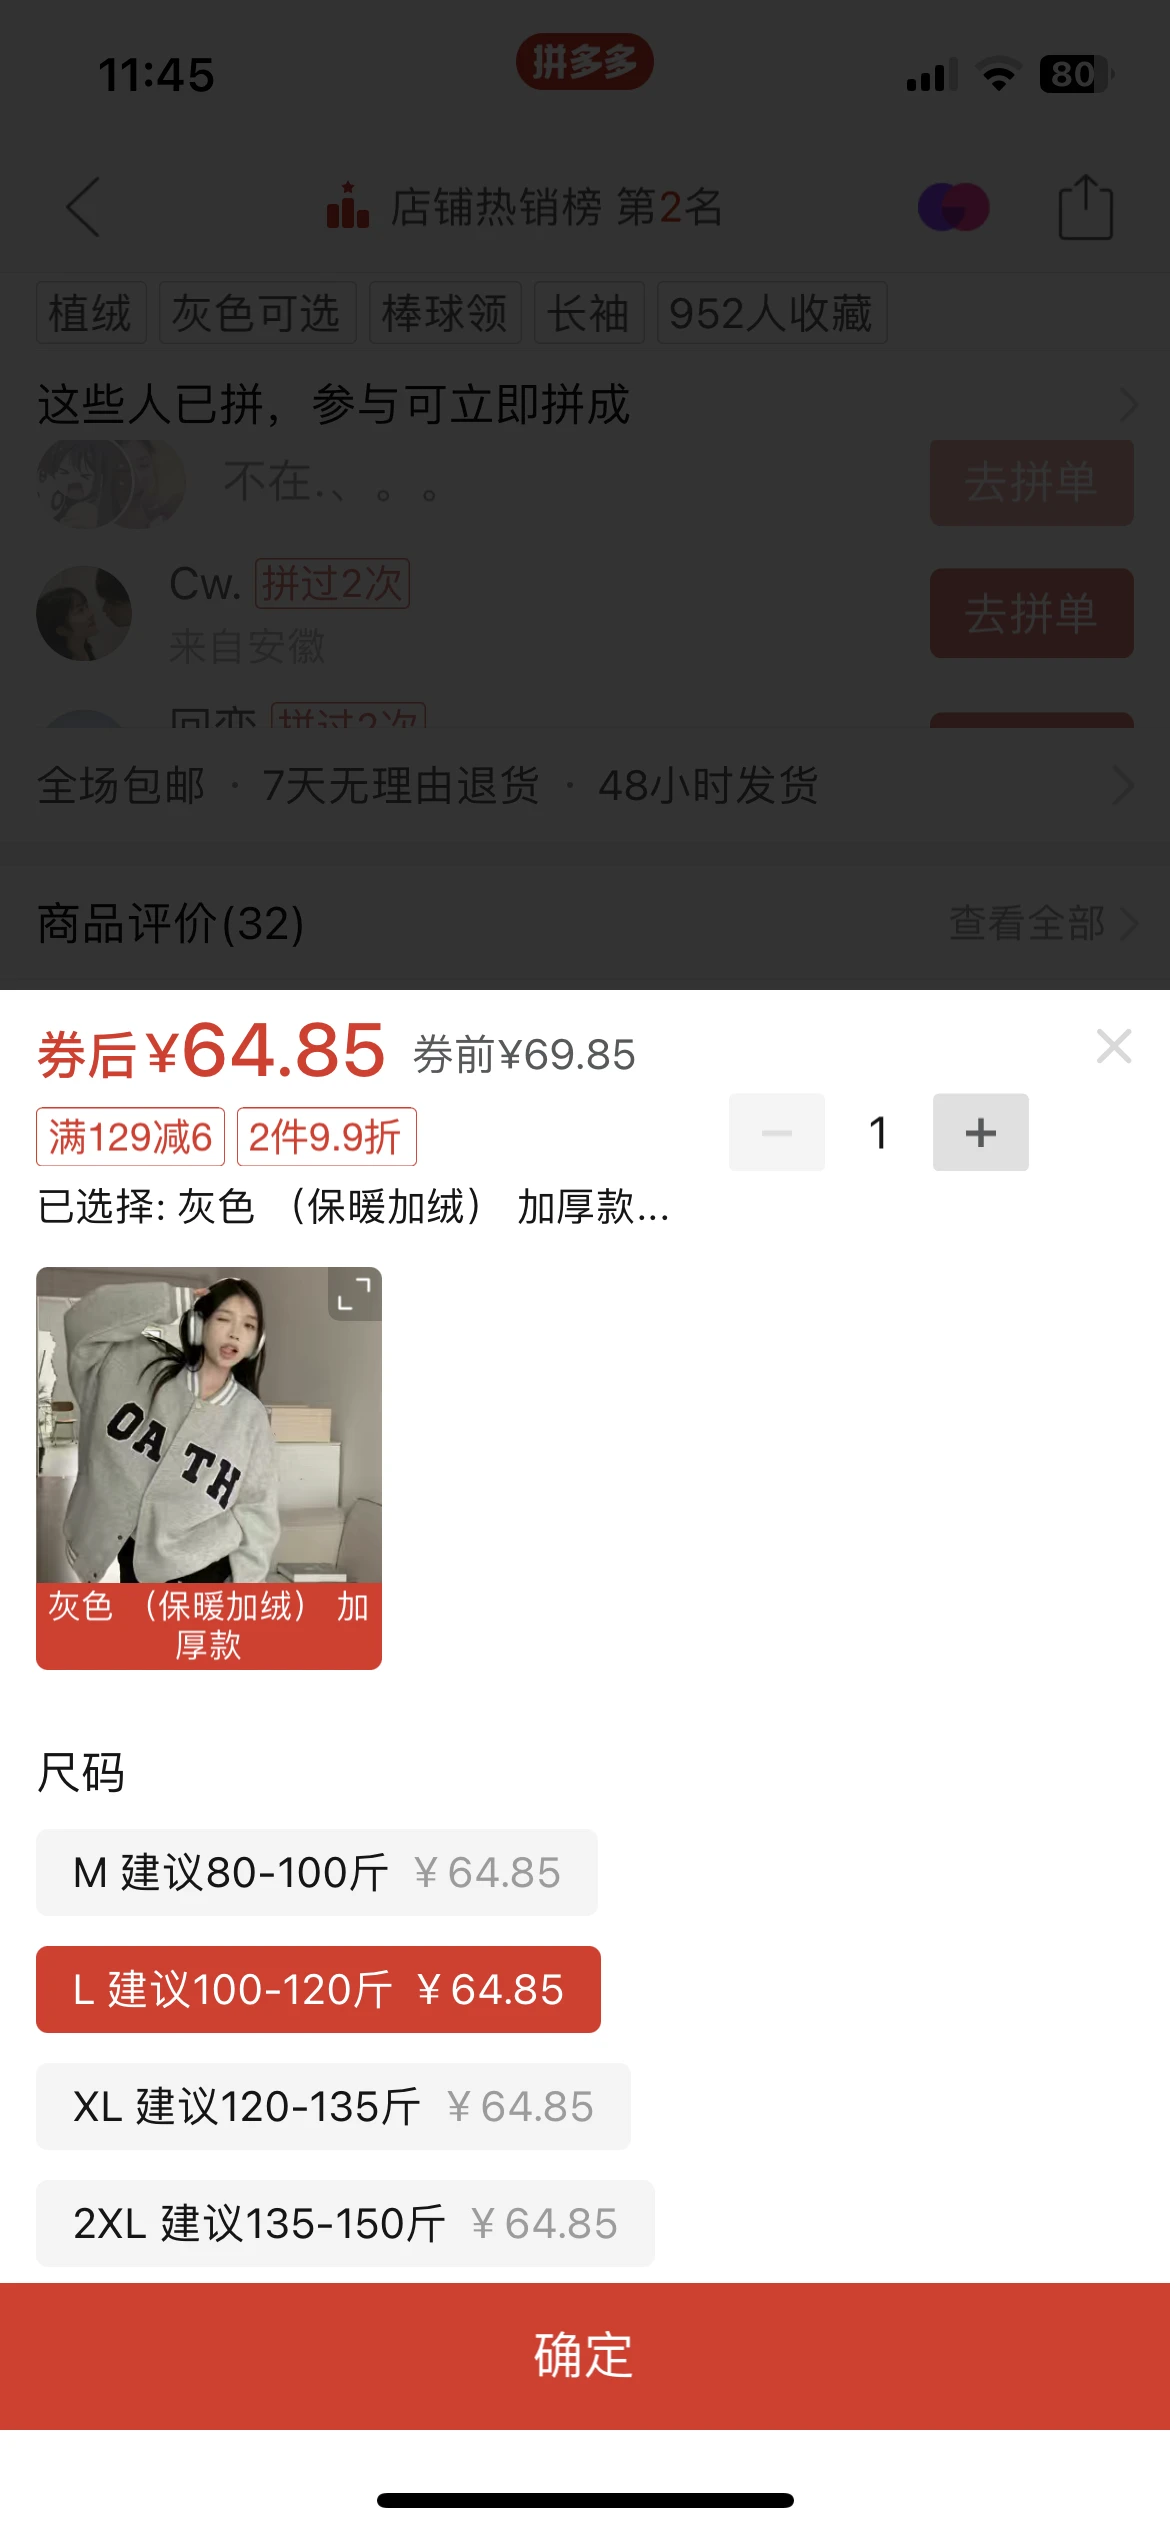 11:45
拼多多
80
店铺热销榜 第2名
植绒 灰色可选 棒球领 长袖 952人收藏
这些人已拼，参与可立即拼成
不在.、。。
去拼单
Cw. 拼过2次
来自安徽
去拼单
拼过2次
全场包邮 · 7天无理由退货 · 48小时发货
商品评价(32)
查看全部
券后¥64.85 券前¥69.85
满129减6 2件9.9折
1
已选择: 灰色 （保暖加绒） 加厚款...
OATH
灰色 （保暖加绒） 加
厚款
尺码
M 建议80-100斤 ¥64.85
L 建议100-120斤 ¥64.85
XL 建议120-135斤 ¥64.85
2XL 建议135-150斤 ¥64.85
确定